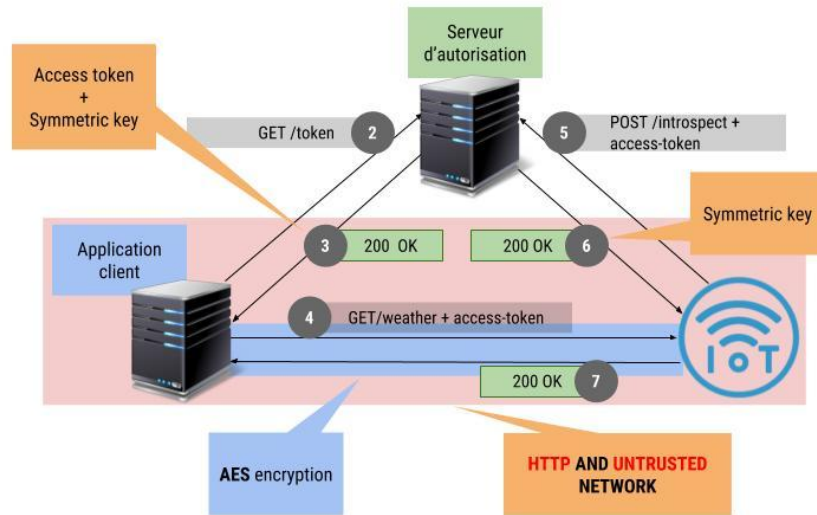 Serveur
d'autorisation
Access token
+
Symmetric key
GET /token
2
5
POST /introspect +
access-token
Symmetric key
Application
client
3
200 OK
200 OK
6
4
GET/weather + access-token
IoT
200 OK
7
AES encryption
HTTP AND UNTRUSTED
NETWORK